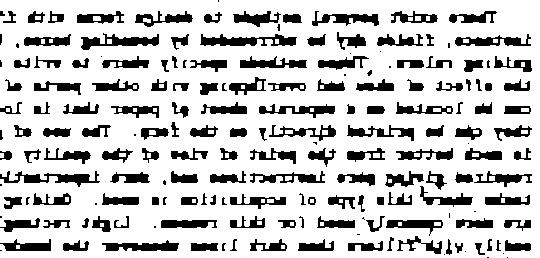 There exist several methods to design forms with fi
instance, fields may be surrounded by bounding boxes,
guiding rulers. These methods specify where to write
the effect of skew and overlapping with other parts of
can be located on a separate sheet of paper that is lo
they can be printed directly on the form. The use of
is much better from the point of view of the quality
requires giving more instructions and, more importantly
tasks where this type of acquisition is used. Guiding
are more commonly used for this reason. Light rectangl
easily with filters than dark lines whenever the handwr